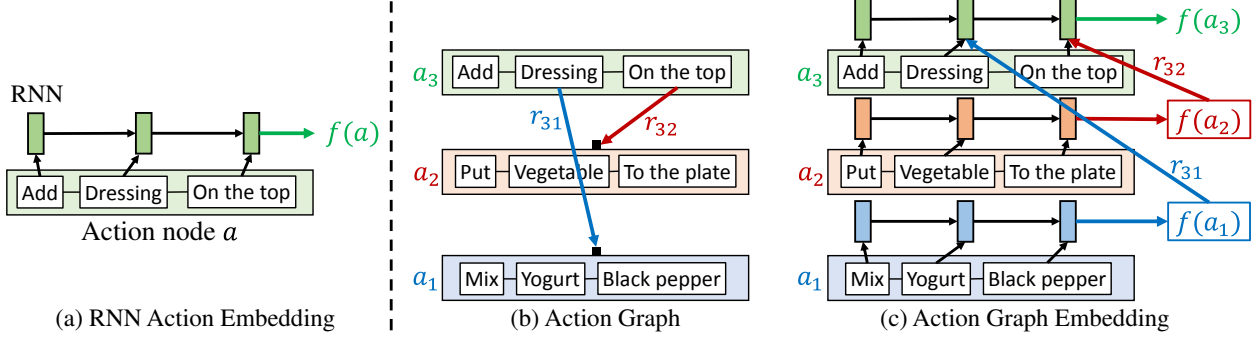 RNN
f(a)
Add Dressing On the top
Action node a
(a) RNN Action Embedding
a₃ Add Dressing On the top
r₃₁ r₃₂
a₂ Put Vegetable To the plate
a₁ Mix Yogurt Black pepper
(b) Action Graph
f(a₃)
a₃ Add Dressing On the top
r₃₂
f(a₂)
a₂ Put Vegetable To the plate
r₃₁
f(a₁)
a₁ Mix Yogurt Black pepper
(c) Action Graph Embedding